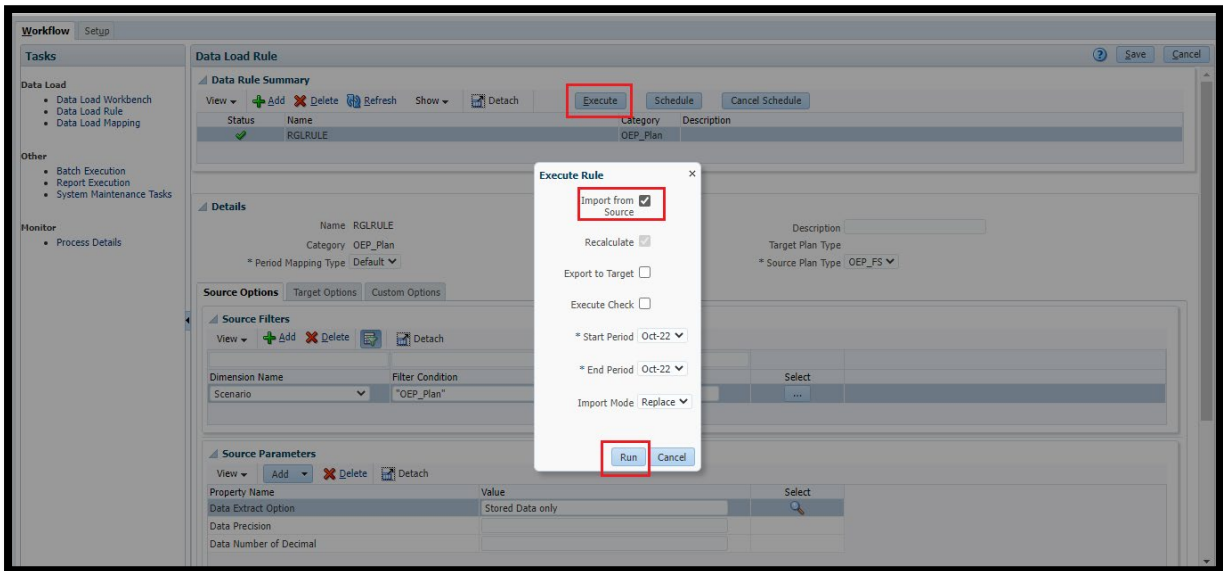 Workflow Setup
Tasks
Data Load
Data Load Workbench
Data Load Rule
Data Load Mapping
Other
Batch Execution
Report Execution
System Maintenance Tasks
Monitor
Process Details
Data Load Rule
? Save Cancel
Data Rule Summary
View Add Delete Refresh Show Detach Execute Schedule Cancel Schedule
Status Name Category Description
RGLRULE OEP_Plan
Details
Name RGLRULE
Category OEP_Plan
* Period Mapping Type Default
Description
Target Plan Type
* Source Plan Type OEP_FS
Source Options Target Options Custom Options
Source Filters
View Add Delete Detach
Dimension Name Filter Condition Select
Scenario "OEP_Plan" ...
Source Parameters
View Add Delete Detach
Property Name Value Select
Data Extract Option Stored Data only
Data Precision
Data Number of Decimal
Execute Rule ×
Import from
Source
Recalculate
Export to Target
Execute Check
* Start Period Oct-22
* End Period Oct-22
Import Mode Replace
Run Cancel